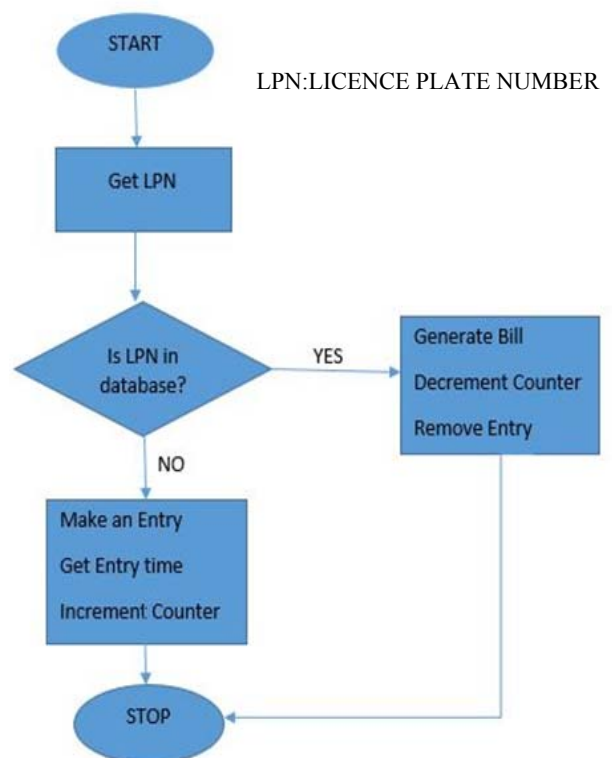 START
LPN:LICENCE PLATE NUMBER
Get LPN
Is LPN in
database?
YES
Generate Bill
Decrement Counter
Remove Entry
NO
Make an Entry
Get Entry time
Increment Counter
STOP